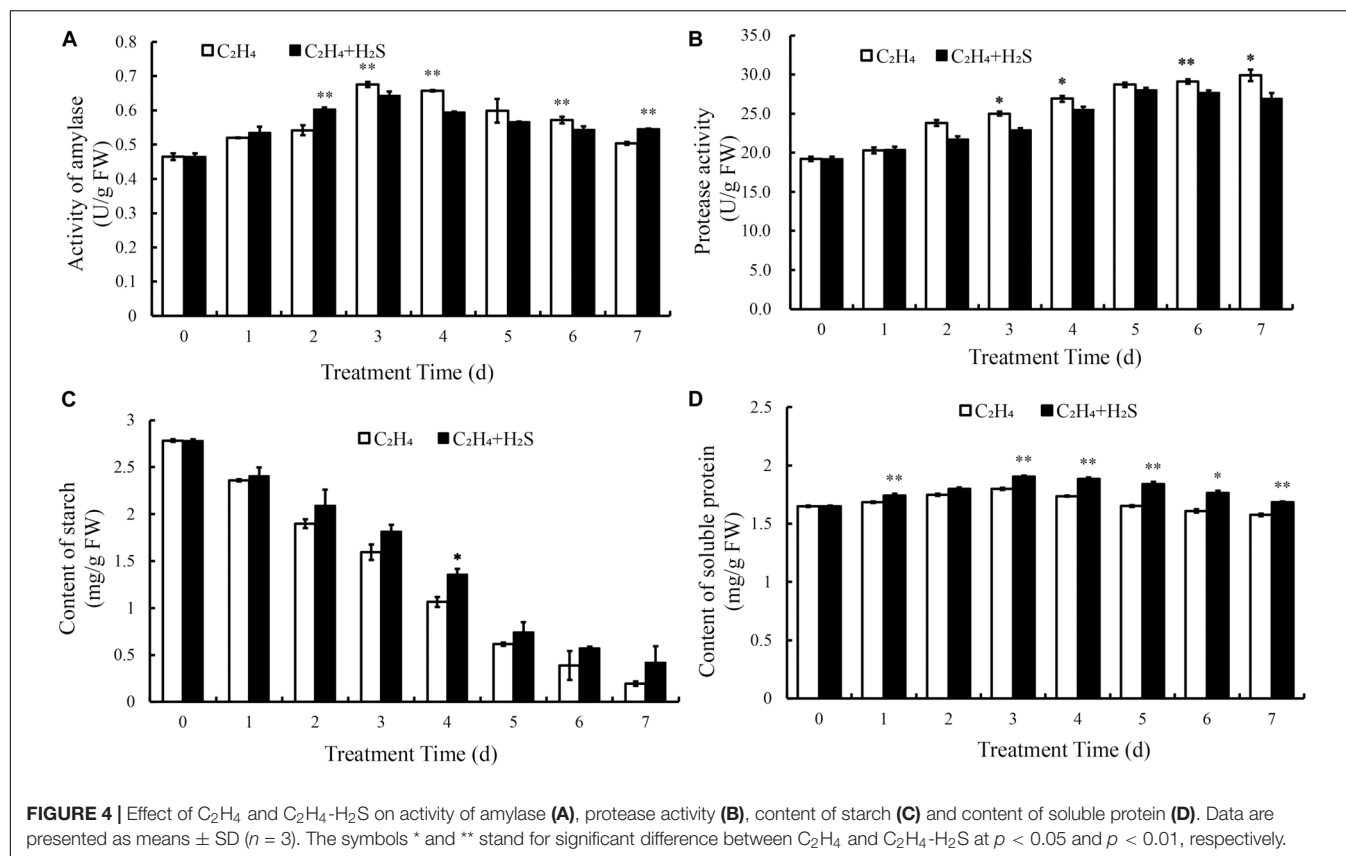 A
C₂H₄ C₂H₄+H₂S
Activity of amylase
(U/g FW)
0.8
0.7
0.6
0.5
0.4
0.3
0.2
0.1
0
** ** ** ** **
0 1 2 3 4 5 6 7
Treatment Time (d)
B
C₂H₄ C₂H₄+H₂S
Protease activity
(U/g FW)
35.0
30.0
25.0
20.0
15.0
10.0
5.0
0.0
* * ** *
0 1 2 3 4 5 6 7
Treatment Time (d)
C
C₂H₄ C₂H₄+H₂S
Content of starch
(mg/g FW)
3
2.5
2
1.5
1
0.5
0
*
0 1 2 3 4 5 6 7
Treatment Time (d)
D
C₂H₄ C₂H₄+H₂S
Content of soluble protein
(mg/g FW)
2.5
2
1.5
1
0.5
0
** ** ** ** * **
0 1 2 3 4 5 6 7
Treatment Time (d)
FIGURE 4 | Effect of C₂H₄ and C₂H₄-H₂S on activity of amylase (A), protease activity (B), content of starch (C) and content of soluble protein (D). Data are
presented as means ± SD (n = 3). The symbols * and ** stand for significant difference between C₂H₄ and C₂H₄-H₂S at p < 0.05 and p < 0.01, respectively.